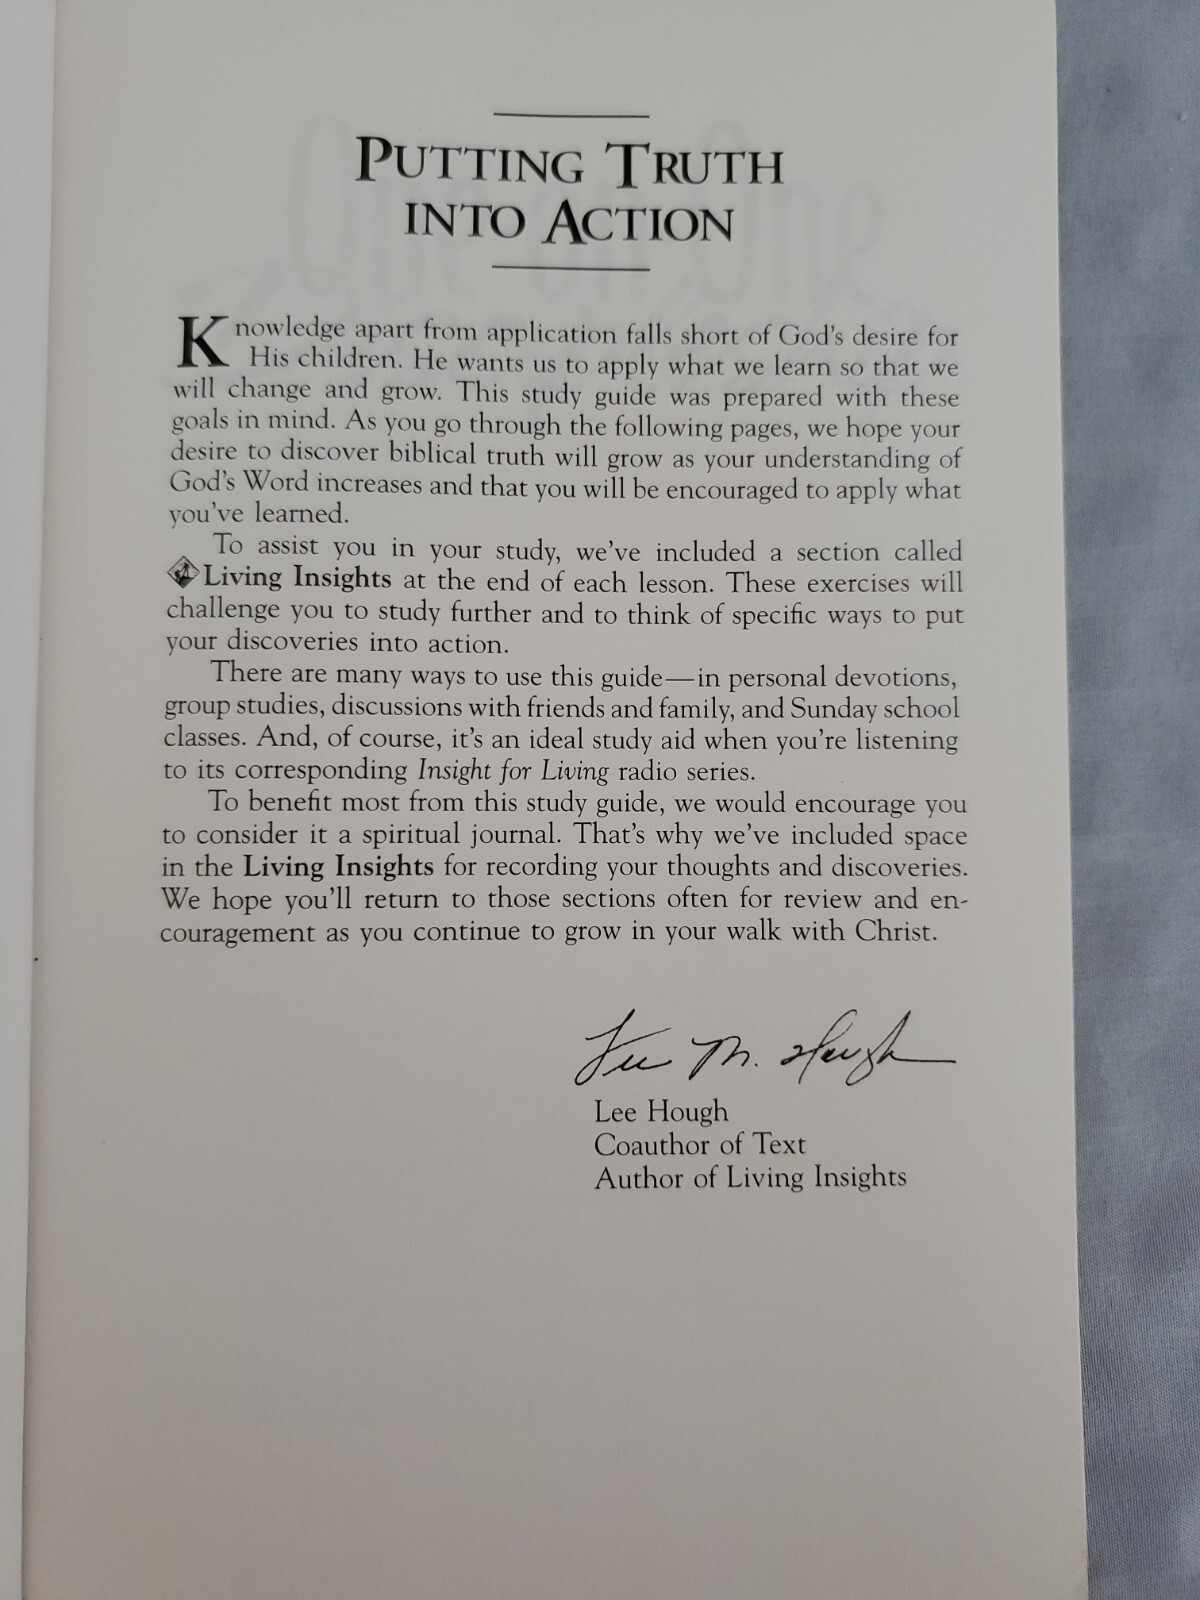 PUTTING TRUTH
INTO ACTION
Knowledge apart from application falls short of God's desire for
His children. He wants us to apply what we learn so that we
will change and grow. This study guide was prepared with these
goals in mind. As you go through the following pages, we hope your
desire to discover biblical truth will grow as your understanding of
God's Word increases and that you will be encouraged to apply what
you've learned.
To assist you in your study, we've included a section called
Living Insights at the end of each lesson. These exercises will
challenge you to study further and to think of specific ways to put
your discoveries into action.
There are many ways to use this guide—in personal devotions,
group studies, discussions with friends and family, and Sunday school
classes. And, of course, it's an ideal study aid when you're listening
to its corresponding Insight for Living radio series.
To benefit most from this study guide, we would encourage you
to consider it a spiritual journal. That's why we've included space
in the Living Insights for recording your thoughts and discoveries.
We hope you'll return to those sections often for review and en-
couragement as you continue to grow in your walk with Christ.
Lee M. Hough
Lee Hough
Coauthor of Text
Author of Living Insights